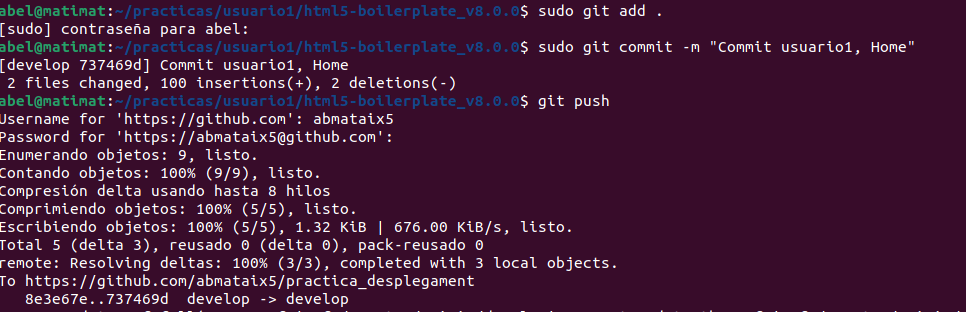 abel@matimat:~/practicas/usuario1/html5-boilerplate_v8.0.0$ sudo git add .
[sudo] contraseña para abel:
abel@matimat:~/practicas/usuario1/html5-boilerplate_v8.0.0$ sudo git commit -m "Commit usuario1, Home"
[develop 737469d] Commit usuario1, Home
 2 files changed, 100 insertions(+), 2 deletions(-)
abel@matimat:~/practicas/usuario1/html5-boilerplate_v8.0.0$ git push
Username for 'https://github.com': abmataix5
Password for 'https://abmataix5@github.com':
Enumerando objetos: 9, listo.
Contando objetos: 100% (9/9), listo.
Compresión delta usando hasta 8 hilos
Comprimiendo objetos: 100% (5/5), listo.
Escribiendo objetos: 100% (5/5), 1.32 KiB | 676.00 KiB/s, listo.
Total 5 (delta 3), reusado 0 (delta 0), pack-reusado 0
remote: Resolving deltas: 100% (3/3), completed with 3 local objects.
To https://github.com/abmataix5/practica_desplegament
   8e3e67e..737469d  develop -> develop